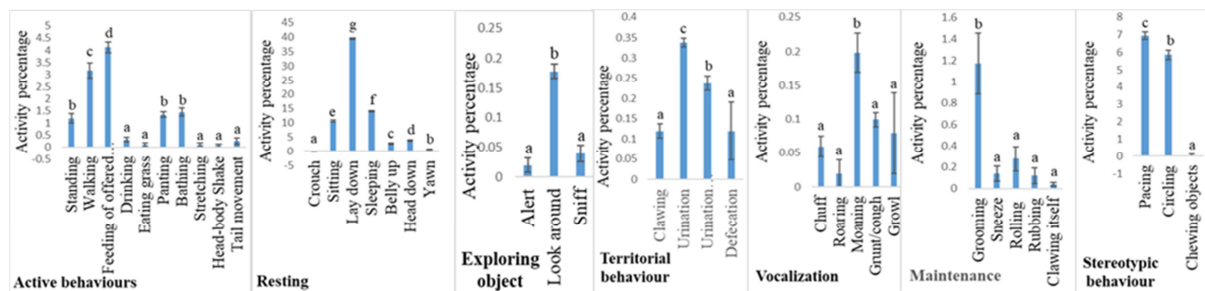 Activity percentage
5
4.5
4
3.5
3
2.5
2
1.5
1
0.5
0
-0.5
b
c
d
a
a
b
b
a
a
a
Standing
Walking
Feeding of offered...
Drinking
Eating grass
Panting
Bathing
Stretching
Head-body Shake
Tail movement
Active behaviours
Activity percentage
45
40
35
30
25
20
15
10
5
0
-5
a
e
g
f
c
d
b
Crouch
Sitting
Lay down
Sleeping
Belly up
Head down
Yawn
Resting
Activity percentage
0.25
0.2
0.15
0.1
0.05
0
a
b
a
Alert
Look around
Sniff
Exploring
object
Activity percentage
0.4
0.35
0.3
0.25
0.2
0.15
0.1
0.05
0
a
c
b
a
Clawing
Urination
Urination...
Defecation
Territorial
behaviour
Activity percentage
0.25
0.2
0.15
0.1
0.05
0
a
a
b
a
a
Chuff
Roaring
Moaning
Grunt/cough
Growl
Vocalization
Activity percentage
1.6
1.4
1.2
1
0.8
0.6
0.4
0.2
0
b
a
a
a
a
Grooming
Sneeze
Rolling
Rubbing
Clawing itself
Maintenance
Activity percentage
8
7
6
5
4
3
2
1
0
-1
c
b
a
Pacing
Circling
Chewing objects
Stereotypic
behaviour